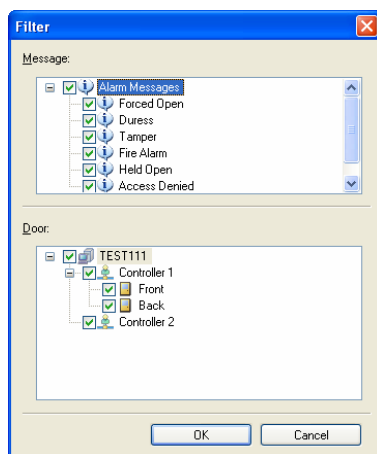 Filter
Message:
Alarm Messages
Forced Open
Duress
Tamper
Fire Alarm
Held Open
Access Denied
Door:
TEST111
Controller 1
Front
Back
Controller 2
OK Cancel